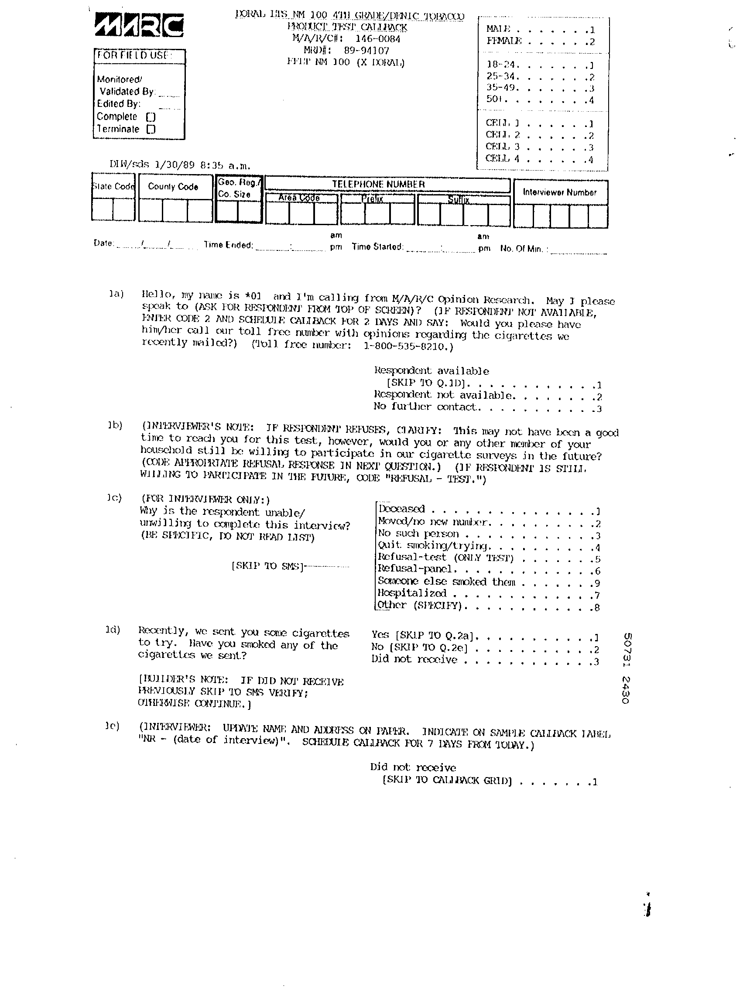 MARC
DORAL LTS NM 100 4TH GRADE/DENIC TOBACCO
PRODUCT TEST CALLBACK
M/A/R/C#: 146-0084
MRD#: 89-94107
FFLT NM 100 (X DORAL)
MALE . . . . . . .1
FEMALE . . . . . .2
18-24. . . . . . .1
25-34. . . . . . .2
35-49. . . . . . .3
50+. . . . . . . .4
CELL 1 . . . . . .1
CELL 2 . . . . . .2
CELL 3 . . . . . .3
CELL 4 . . . . . .4
FOR FIELD USE:
Monitored/
Validated By:
Edited By:
Complete [ ]
Terminate [ ]
DLW/sds 1/30/89 8:35 a.m.
State Code County Code Geo. Reg./ Co. Size TELEPHONE NUMBER Interviewer Number
Area Code Prefix Suffix
Date: / / Time Ended: : am pm Time Started: : am pm No. Of Min. :
1a) Hello, my name is *01 and I'm calling from M/A/R/C Opinion Research. May I please
speak to (ASK FOR RESPONDENT FROM TOP OF SCREEN)? (IF RESPONDENT NOT AVAILABLE,
ENTER CODE 2 AND SCHEDULE CALLBACK FOR 2 DAYS AND SAY: Would you please have
him/her call our toll free number with opinions regarding the cigarettes we
recently mailed?) (Toll free number: 1-800-535-8210.)
Respondent available
[SKIP TO Q.1D]. . . . . . . . . . . .1
Respondent not available. . . . . . . .2
No further contact. . . . . . . . . . .3
1b) (INTERVIEWER'S NOTE: IF RESPONDENT REFUSES, CLARIFY: This may not have been a good
time to reach you for this test, however, would you or any other member of your
household still be willing to participate in our cigarette surveys in the future?
(CODE APPROPRIATE REFUSAL RESPONSE IN NEXT QUESTION.) (IF RESPONDENT IS STILL
WILLING TO PARTICIPATE IN THE FUTURE, CODE "REFUSAL - TEST.")
1c) (FOR INTERVIEWER ONLY:)
Why is the respondent unable/
unwilling to complete this interview?
(BE SPECIFIC, DO NOT READ LIST)
[SKIP TO SMS]
Deceased . . . . . . . . . . . . .1
Moved/no new number. . . . . . . .2
No such person . . . . . . . . . .3
Quit smoking/trying. . . . . . . .4
Refusal-test (ONLY TEST) . . . . .5
Refusal-panel. . . . . . . . . . .6
Someone else smoked them . . . . .9
Hospitalized . . . . . . . . . . .7
Other (SPECIFY). . . . . . . . . .8
1d) Recently, we sent you some cigarettes
to try. Have you smoked any of the
cigarettes we sent?
Yes [SKIP TO Q.2a]. . . . . . . . . .1
No [SKIP TO Q.2e] . . . . . . . . . .2
Did not receive . . . . . . . . . . .3
[BUILDER'S NOTE: IF DID NOT RECEIVE
PREVIOUSLY SKIP TO SMS VERIFY;
OTHERWISE CONTINUE.]
1e) (INTERVIEWER: UPDATE NAME AND ADDRESS ON PAPER. INDICATE ON SAMPLE CALLBACK LABEL
"NR - (date of interview)". SCHEDULE CALLBACK FOR 7 DAYS FROM TODAY.)
Did not receive
[SKIP TO CALLBACK GRID] . . . . . . .1
50731 2430